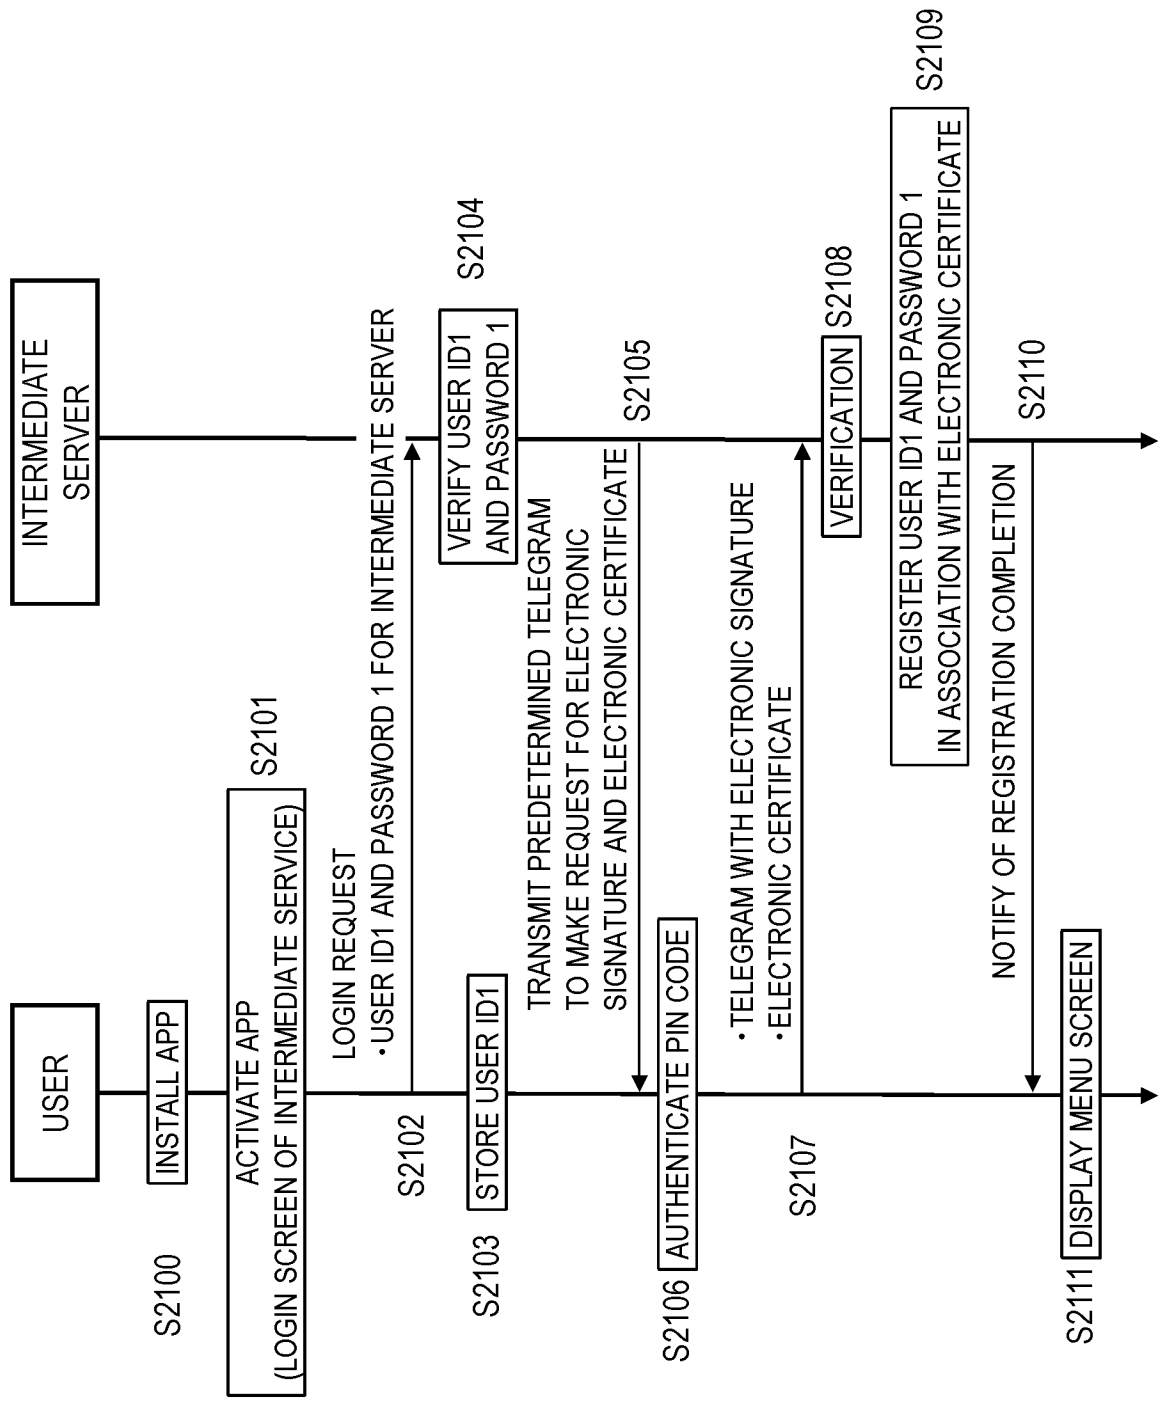 USER
INTERMEDIATE
SERVER
S2100
INSTALL APP
ACTIVATE APP
(LOGIN SCREEN OF INTERMEDIATE SERVICE)
S2101
LOGIN REQUEST
・USER ID1 AND PASSWORD 1 FOR INTERMEDIATE SERVER
S2102
S2103
STORE USER ID1
VERIFY USER ID1
AND PASSWORD 1
S2104
TRANSMIT PREDETERMINED TELEGRAM
TO MAKE REQUEST FOR ELECTRONIC
SIGNATURE AND ELECTRONIC CERTIFICATE
S2105
S2106
AUTHENTICATE PIN CODE
・TELEGRAM WITH ELECTRONIC SIGNATURE
・ELECTRONIC CERTIFICATE
S2107
VERIFICATION
S2108
REGISTER USER ID1 AND PASSWORD 1
IN ASSOCIATION WITH ELECTRONIC CERTIFICATE
S2109
NOTIFY OF REGISTRATION COMPLETION
S2110
S2111
DISPLAY MENU SCREEN